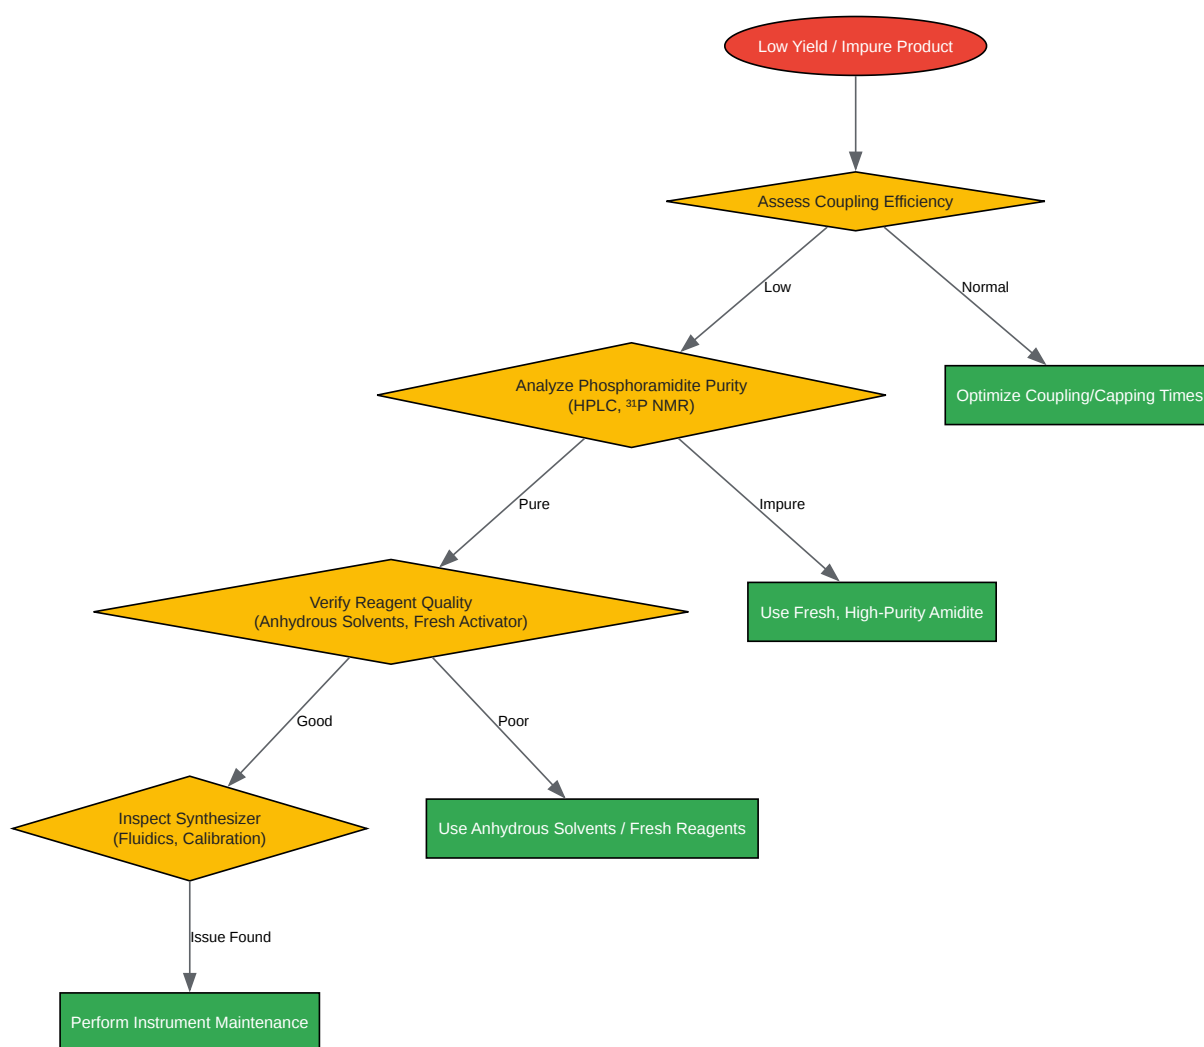 Low Yield / Impure Product
Assess Coupling Efficiency
Low
Normal
Analyze Phosphoramidite Purity
(HPLC, ³¹P NMR)
Optimize Coupling/Capping Times
Pure
Impure
Verify Reagent Quality
(Anhydrous Solvents, Fresh Activator)
Use Fresh, High-Purity Amidite
Good
Poor
Inspect Synthesizer
(Fluidics, Calibration)
Use Anhydrous Solvents / Fresh Reagents
Issue Found
Perform Instrument Maintenance